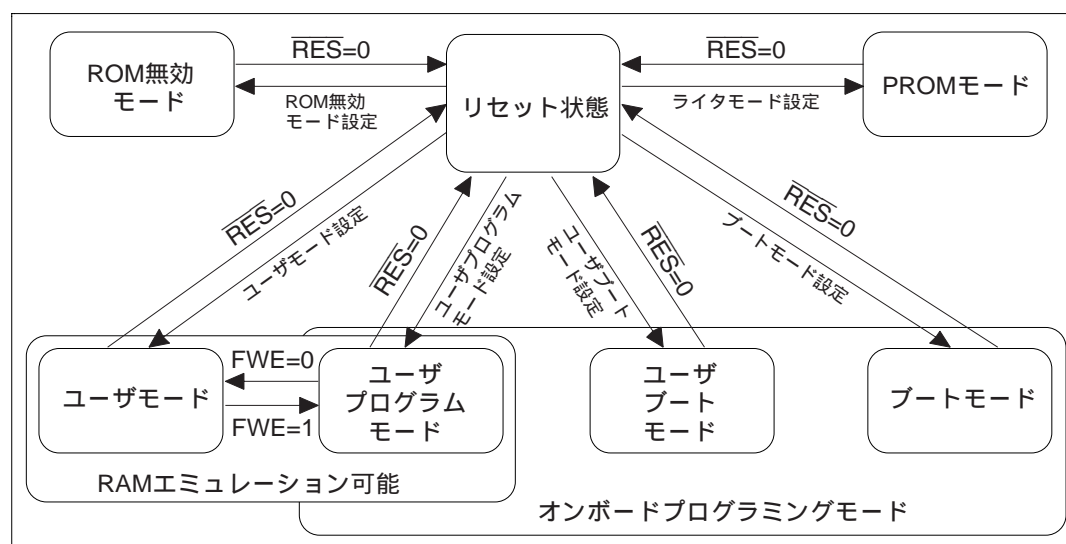 ROM無効
モード
RES=0
ROM無効
モード設定
リセット状態
RES=0
ライタモード設定
PROMモード
RES=0
ユーザモード設定
RES=0
ユーザプログラム
モード設定
ユーザブート
モード設定
RES=0
RES=0
ブートモード設定
ユーザモード
FWE=0
FWE=1
ユーザ
プログラム
モード
ユーザ
ブート
モード
ブートモード
RAMエミュレーション可能
オンボードプログラミングモード